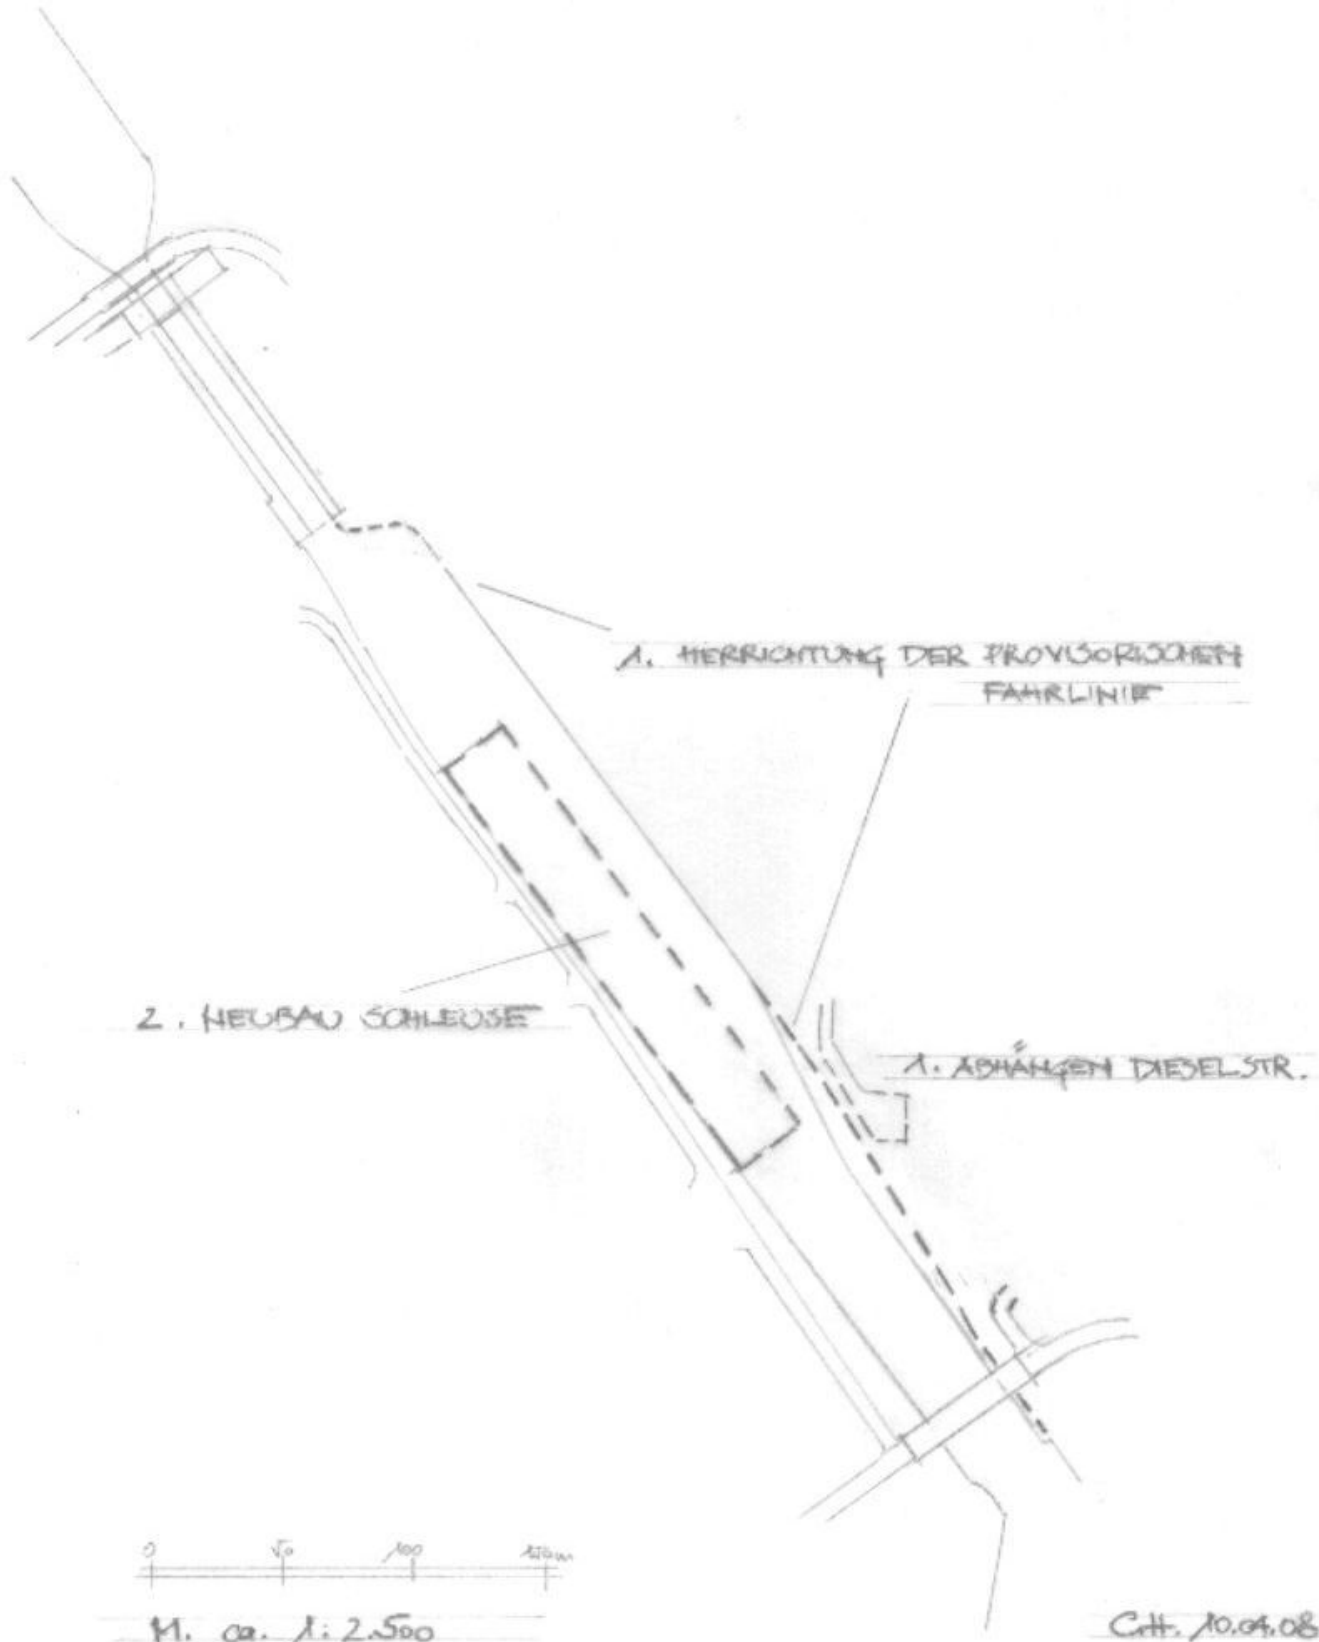 1. HERRICHTUNG DER PROVISORISCHEN
FAHRLINIE
2. NEUBAU SCHLEUSE
1. ABHÄNGEN DIESELSTR.
0 50 100 150m
M. ca. 1:2.500
C.H. 10.04.08